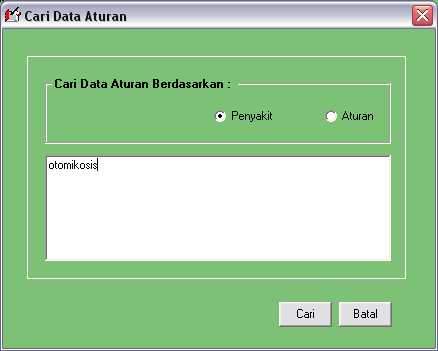 Cari Data Aturan
Cari Data Aturan Berdasarkan :
Penyakit
Aturan
otomikosis
Cari
Batal